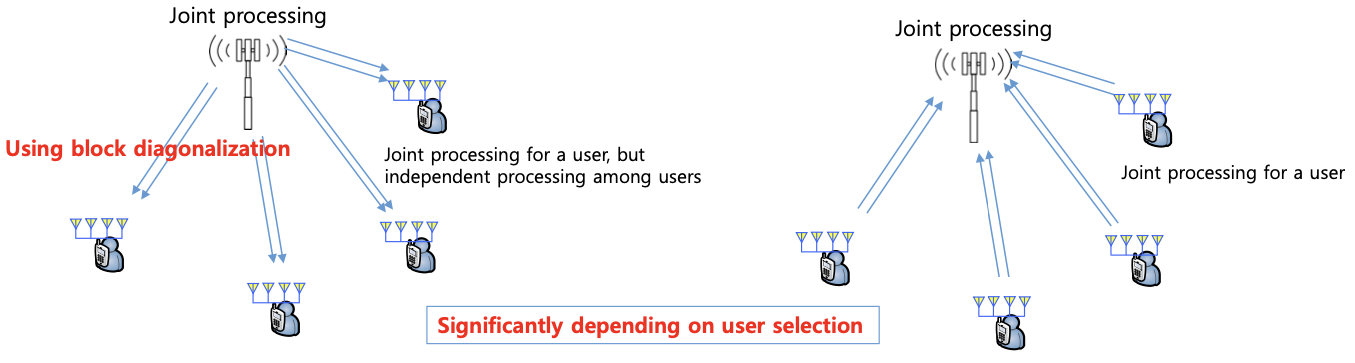 Joint processing
Using block diagonalization
Joint processing for a user, but
independent processing among users
Joint processing
Joint processing for a user
Significantly depending on user selection